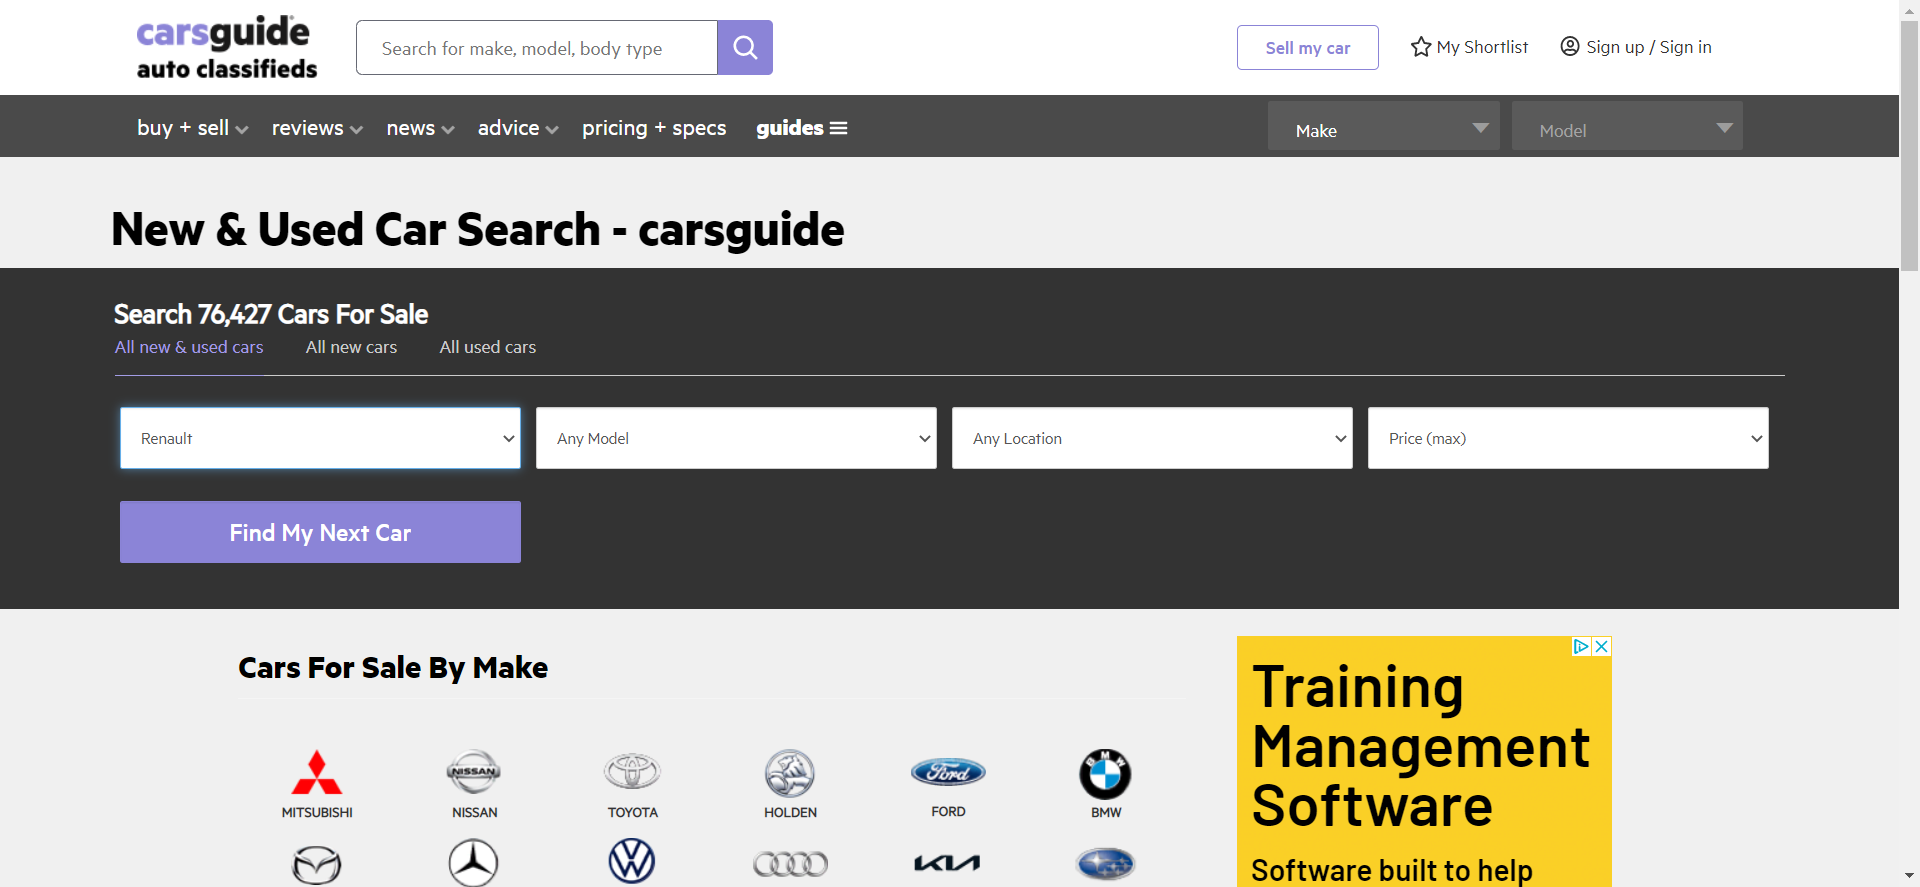 carsguide
auto classifieds
Search for make, model, body type
Sell my car
My Shortlist
Sign up / Sign in
buy + sell
reviews
news
advice
pricing + specs
guides
Make
Model
New & Used Car Search - carsguide
Search 76,427 Cars For Sale
All new & used cars
All new cars
All used cars
Renault
Any Model
Any Location
Price (max)
Find My Next Car
Cars For Sale By Make
NISSAN
Ford
BMW
MITSUBISHI
NISSAN
TOYOTA
HOLDEN
FORD
BMW
KIA
Training
Management
Software
Software built to help